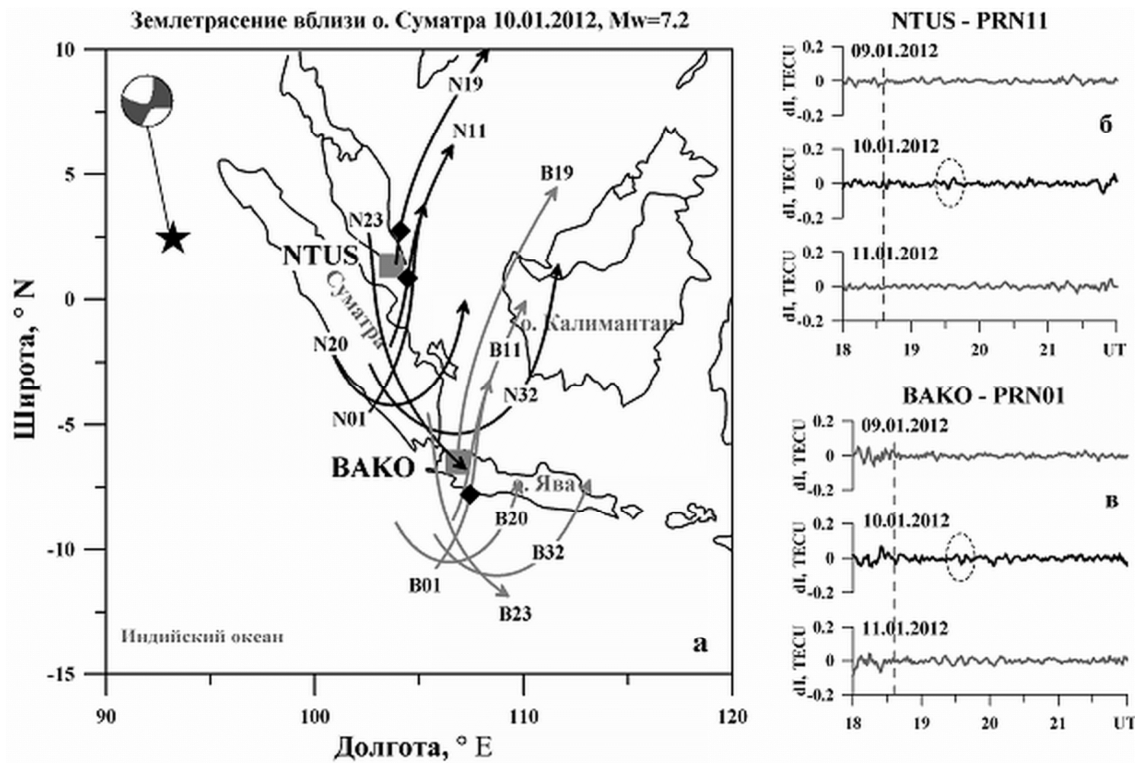 Землетрясение вблизи о. Суматра 10.01.2012, Mw=7.2
10
5
0
-5
-10
-15
Широта, ° N
90
100
110
120
Долгота, ° E
N19
N11
B19
N23
NTUS
Суматра
о. Калимантан
N20
B11
N32
N01
BAKO
о. Ява
B20
B32
B01
B23
Индийский океан
а
NTUS - PRN11
09.01.2012
0.2
0
-0.2
dI, TECU
б
10.01.2012
0.2
0
-0.2
dI, TECU
11.01.2012
0.2
0
-0.2
dI, TECU
18 19 20 21 UT
BAKO - PRN01
09.01.2012
0.2
0
-0.2
dI, TECU
10.01.2012
0.2
0
-0.2
dI, TECU
в
11.01.2012
0.2
0
-0.2
dI, TECU
18 19 20 21 UT